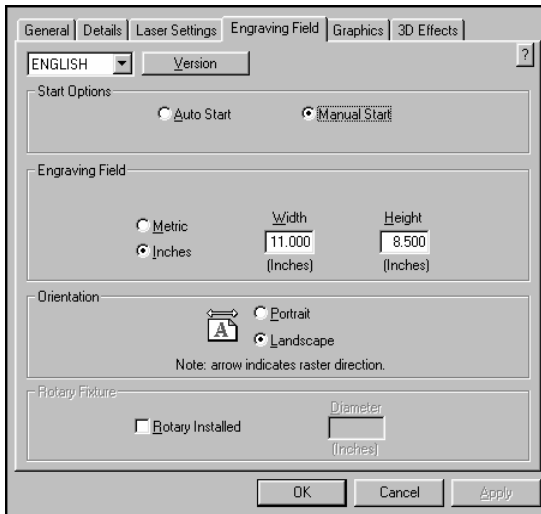 General Details Laser Settings Engraving Field Graphics 3D Effects
ENGLISH Version ?
Start Options
Auto Start Manual Start
Engraving Field
Metric
Inches
Width
11.000
(Inches)
Height
8.500
(Inches)
Orientation
A
Portrait
Landscape
Note: arrow indicates raster direction.
Rotary Fixture
Rotary Installed
Diameter
(Inches)
OK Cancel Apply